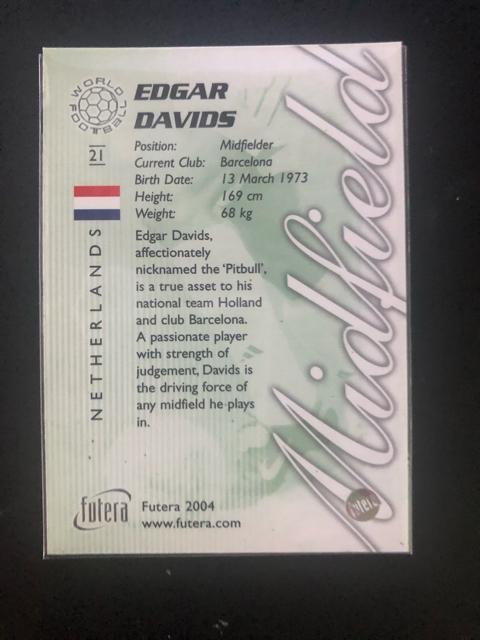 WORLD FOOTBALL
EDGAR
DAVIDS
21
Position: Midfielder
Current Club: Barcelona
Birth Date: 13 March 1973
Height: 169 cm
Weight: 68 kg
NETHERLANDS
Edgar Davids,
affectionately
nicknamed the 'Pitbull',
is a true asset to his
national team Holland
and club Barcelona.
A passionate player
with strength of
judgement, Davids is
the driving force of
any midfield he plays
in.
Midfield
futera
Futera 2004
www.futera.com
futera